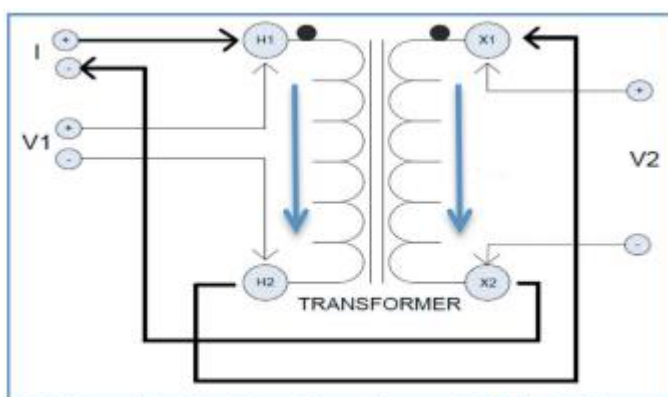 +
H1
X1
I
-
+
+
V1
V2
-
-
H2
X2
TRANSFORMER